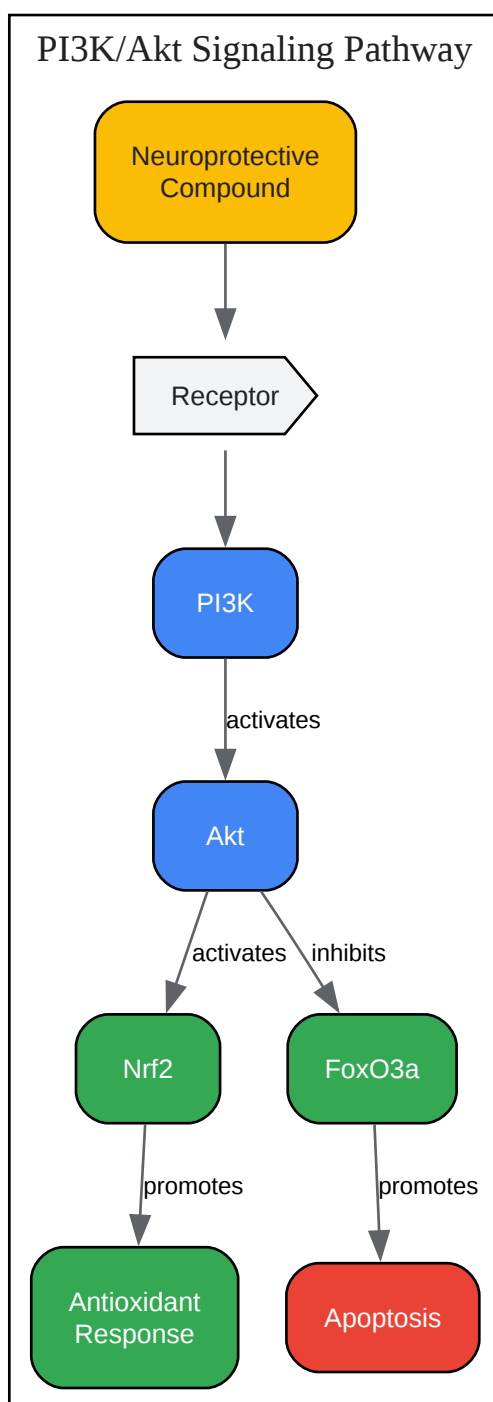 PI3K/Akt Signaling Pathway
Neuroprotective
Compound
Receptor
PI3K
activates
Akt
activates
inhibits
Nrf2
FoxO3a
promotes
promotes
Antioxidant
Response
Apoptosis